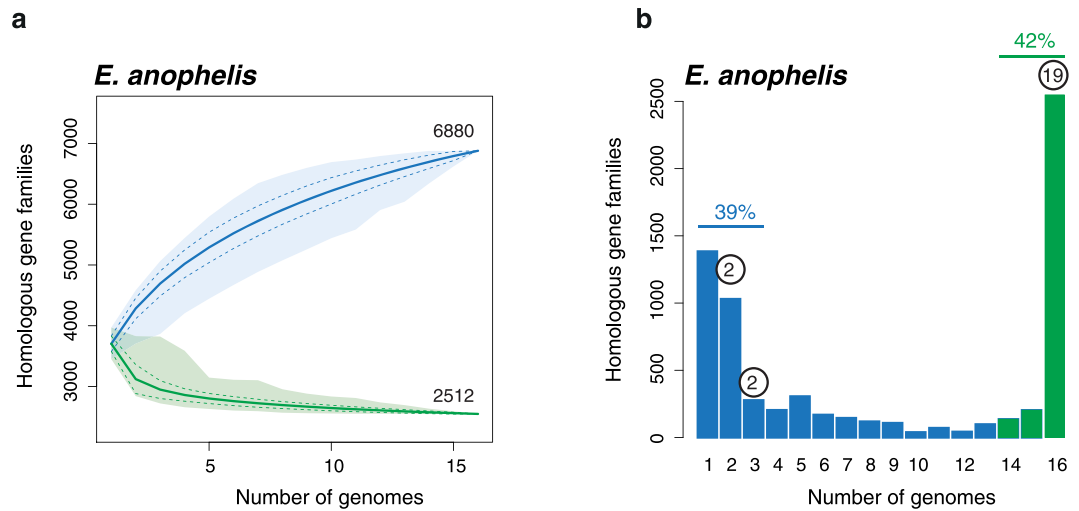 a
E. anophelis
Homologous gene families
7000
6000
5000
4000
3000
6880
2512
5
10
15
Number of genomes
b
E. anophelis
42%
19
39%
2
2
Homologous gene families
2500
2000
1500
1000
500
0
1 2 3 4 5 6 7 8 9 10 12 14 16
Number of genomes